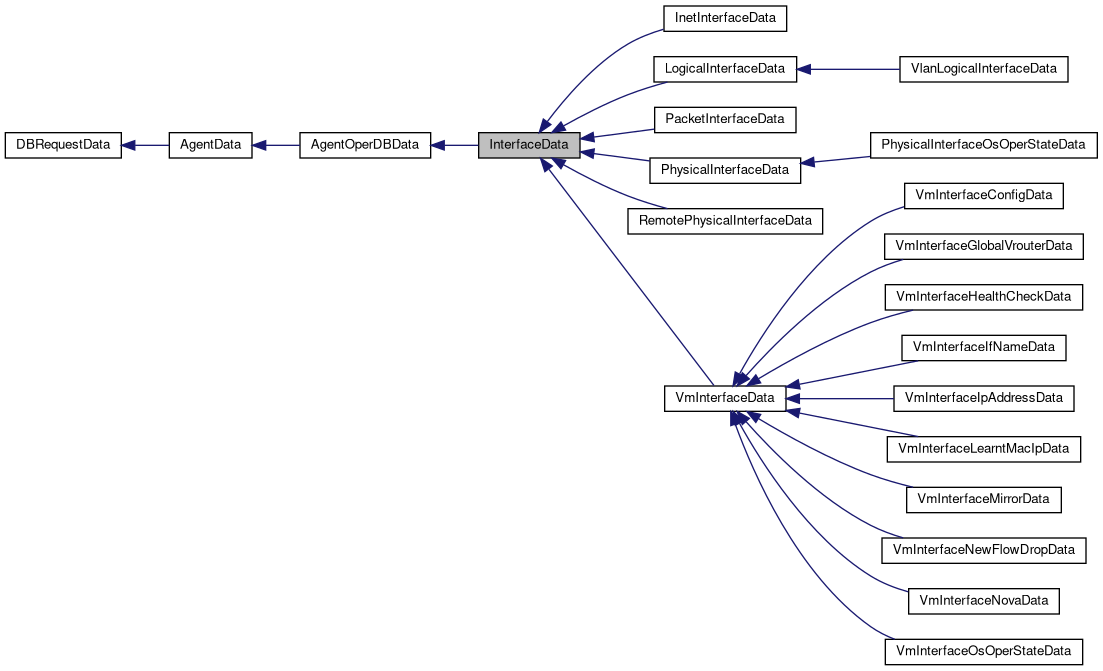 InetInterfaceData
LogicalInterfaceData
VlanLogicalInterfaceData
PacketInterfaceData
DBRequestData
AgentData
AgentOperDBData
InterfaceData
PhysicalInterfaceOsOperStateData
PhysicalInterfaceData
VmInterfaceConfigData
RemotePhysicalInterfaceData
VmInterfaceGlobalVrouterData
VmInterfaceHealthCheckData
VmInterfaceIfNameData
VmInterfaceData
VmInterfaceIpAddressData
VmInterfaceLearntMacIpData
VmInterfaceMirrorData
VmInterfaceNewFlowDropData
VmInterfaceNovaData
VmInterfaceOsOperStateData